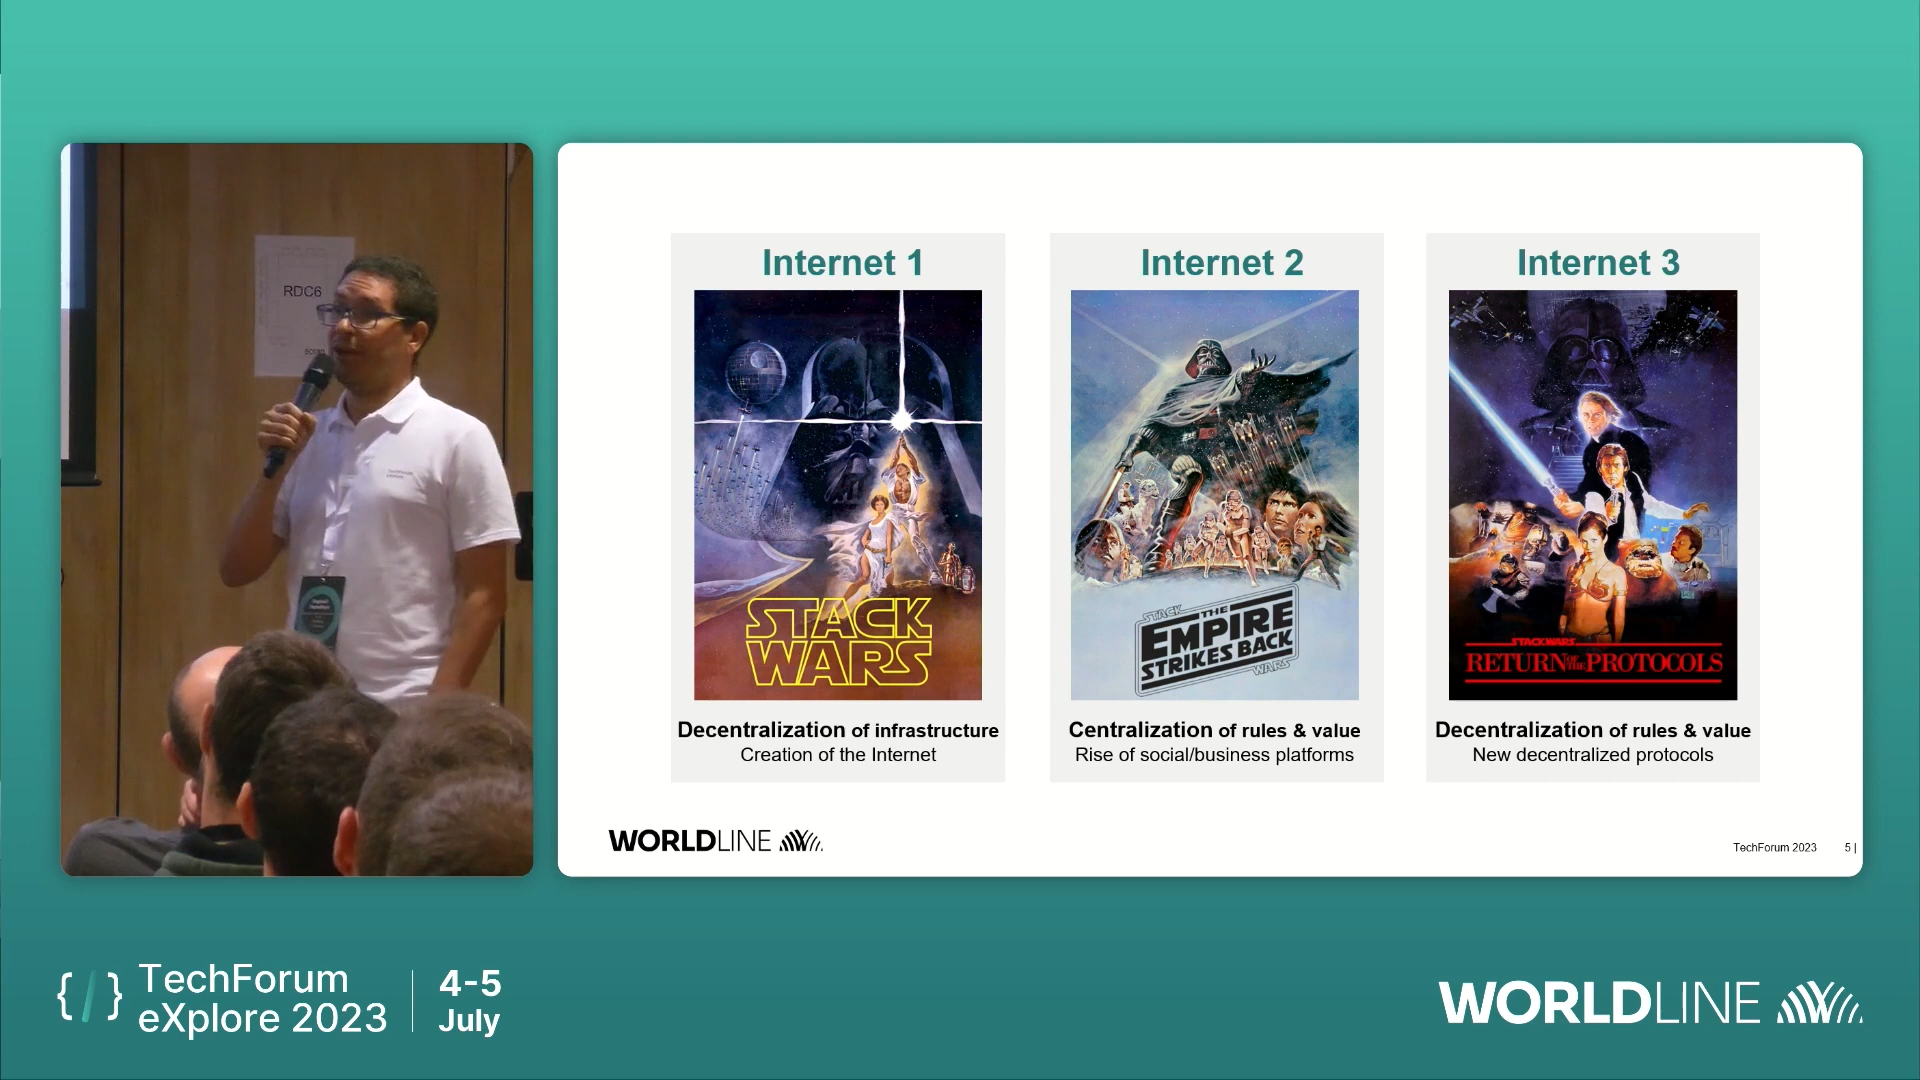 RDC6
TechForum
Internet 1
STACK
WARS
Decentralization of infrastructure
Creation of the Internet
Internet 2
STACK
THE
EMPIRE
STRIKES BACK
WARS
Centralization of rules & value
Rise of social/business platforms
Internet 3
STACK WARS
RETURN OF THE PROTOCOLS
Decentralization of rules & value
New decentralized protocols
WORLDLINE
TechForum 2023 5 |
{/} TechForum
eXplore 2023
4-5
July
WORLDLINE